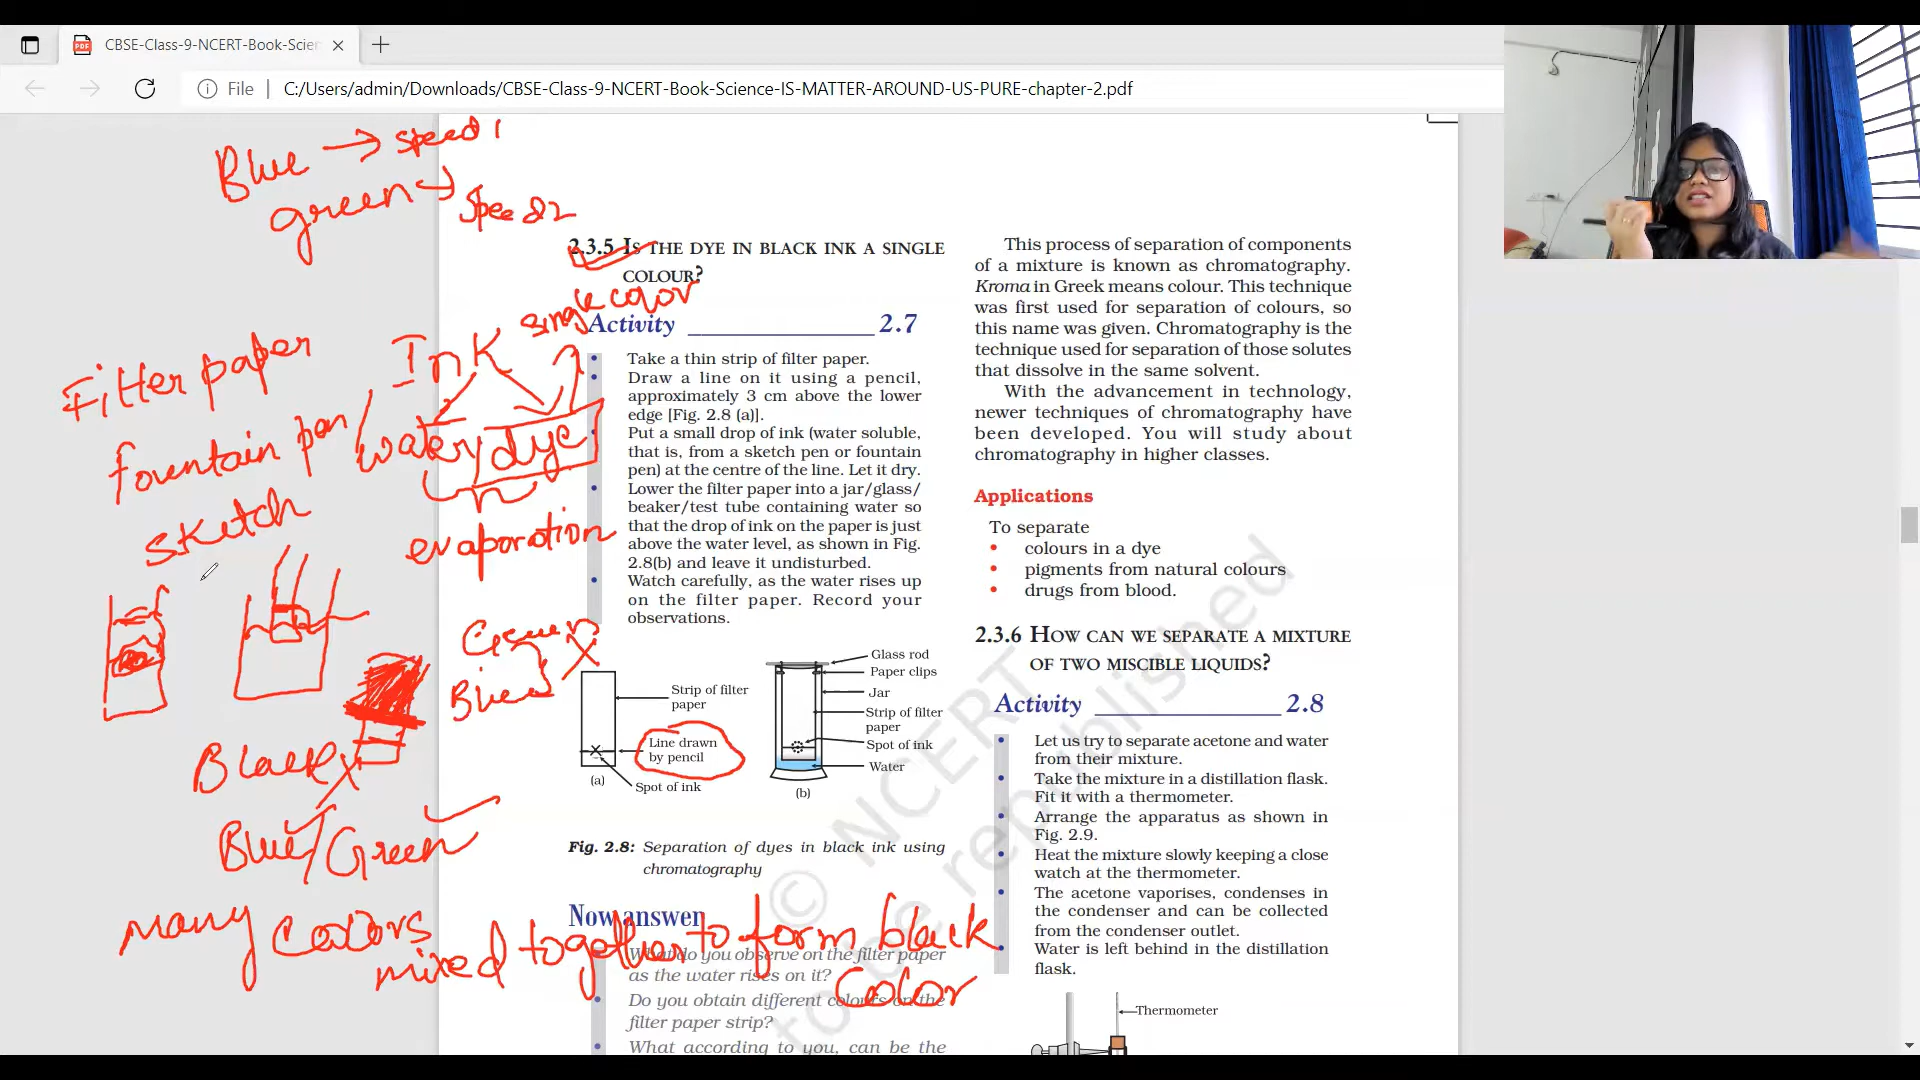 CBSE-Class-9-NCERT-Book-Scien
File
C:/Users/admin/Downloads/CBSE-Class-9-NCERT-Book-Science-IS-MATTER-AROUND-US-PURE-chapter-2.pdf
Blue → speed 1
green → speed 2
Filter paper
fountain pen/
sketch
Ink
water/dye
single color
evaporation
Green
Blue
Black
Blue/Green
many colors
mixed together to form black
color
2.3.5 IS THE DYE IN BLACK INK A SINGLE
COLOUR?
Activity ______________ 2.7
• Take a thin strip of filter paper.
• Draw a line on it using a pencil,
approximately 3 cm above the lower
edge [Fig. 2.8 (a)].
• Put a small drop of ink (water soluble,
that is, from a sketch pen or fountain
pen) at the centre of the line. Let it dry.
• Lower the filter paper into a jar/glass/
beaker/test tube containing water so
that the drop of ink on the paper is just
above the water level, as shown in Fig.
2.8(b) and leave it undisturbed.
• Watch carefully, as the water rises up
on the filter paper. Record your
observations.
Strip of filter
paper
Line drawn
by pencil
Spot of ink
(a)
Glass rod
Paper clips
Jar
Strip of filter
paper
Spot of ink
Water
(b)
Fig. 2.8: Separation of dyes in black ink using
chromatography
Now answer
• What do you observe on the filter paper
as the water rises on it?
• Do you obtain different colours on the
filter paper strip?
• What according to you, can be the
This process of separation of components
of a mixture is known as chromatography.
Kroma in Greek means colour. This technique
was first used for separation of colours, so
this name was given. Chromatography is the
technique used for separation of those solutes
that dissolve in the same solvent.
With the advancement in technology,
newer techniques of chromatography have
been developed. You will study about
chromatography in higher classes.
Applications
To separate
• colours in a dye
• pigments from natural colours
• drugs from blood.
2.3.6 HOW CAN WE SEPARATE A MIXTURE
OF TWO MISCIBLE LIQUIDS?
Activity ______________ 2.8
• Let us try to separate acetone and water
from their mixture.
• Take the mixture in a distillation flask.
Fit it with a thermometer.
• Arrange the apparatus as shown in
Fig. 2.9.
• Heat the mixture slowly keeping a close
watch at the thermometer.
• The acetone vaporises, condenses in
the condenser and can be collected
from the condenser outlet.
• Water is left behind in the distillation
flask.
Thermometer
© NCERT
to be republished